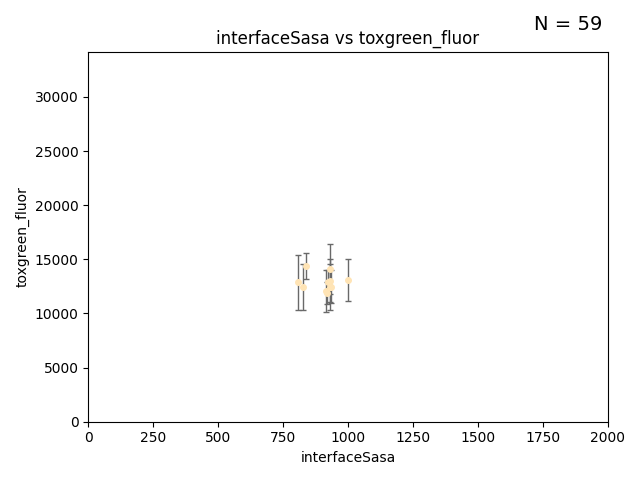 N = 59
interfaceSasa vs toxgreen_fluor
30000
25000
20000
15000
10000
5000
0
toxgreen_fluor
0 250 500 750 1000 1250 1500 1750 2000
interfaceSasa